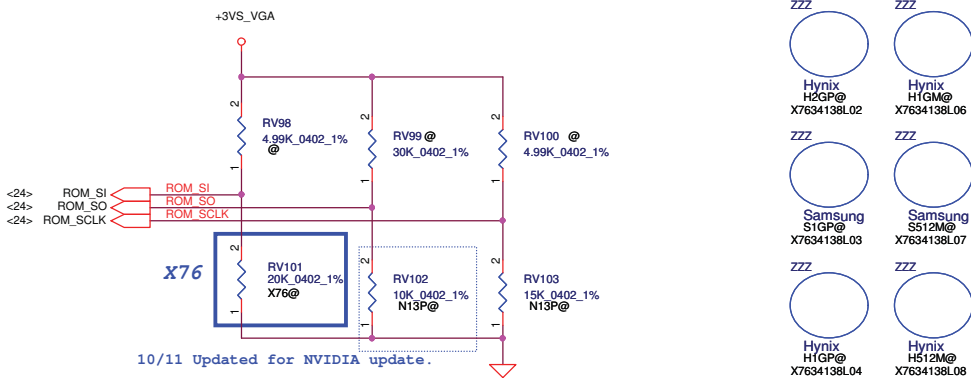 +3VS_VGA
2
RV98
4.99K_0402_1%
@
1
2
RV99 @
30K_0402_1%
1
2
RV100 @
4.99K_0402_1%
1
<24> ROM_SI ROM_SI
<24> ROM_SO ROM_SO
<24> ROM_SCLK ROM_SCLK
X76
2
RV101
20K_0402_1%
X76@
1
2
RV102
10K_0402_1%
N13P@
1
2
RV103
15K_0402_1%
N13P@
1
10/11 Updated for NVIDIA update.
ZZZ
Hynix
H2GP@
X7634138L02
ZZZ
Hynix
H1GM@
X7634138L06
ZZZ
Samsung
S1GP@
X7634138L03
ZZZ
Samsung
S512M@
X7634138L07
ZZZ
Hynix
H1GP@
X7634138L04
ZZZ
Hynix
H512M@
X7634138L08